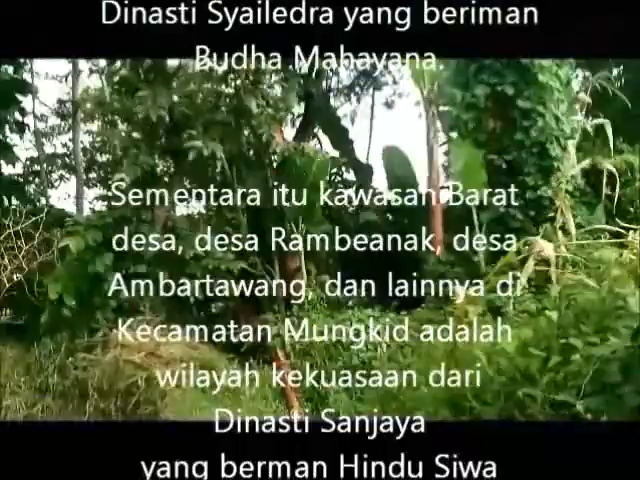 Dinasti Syailedra yang beriman
Budha Mahayana.
Sementara itu kawasan Barat
desa, desa Rambeanak, desa
Ambartawang, dan lainnya di
Kecamatan Mungkid adalah
wilayah kekuasaan dari
Dinasti Sanjaya
yang berman Hindu Siwa